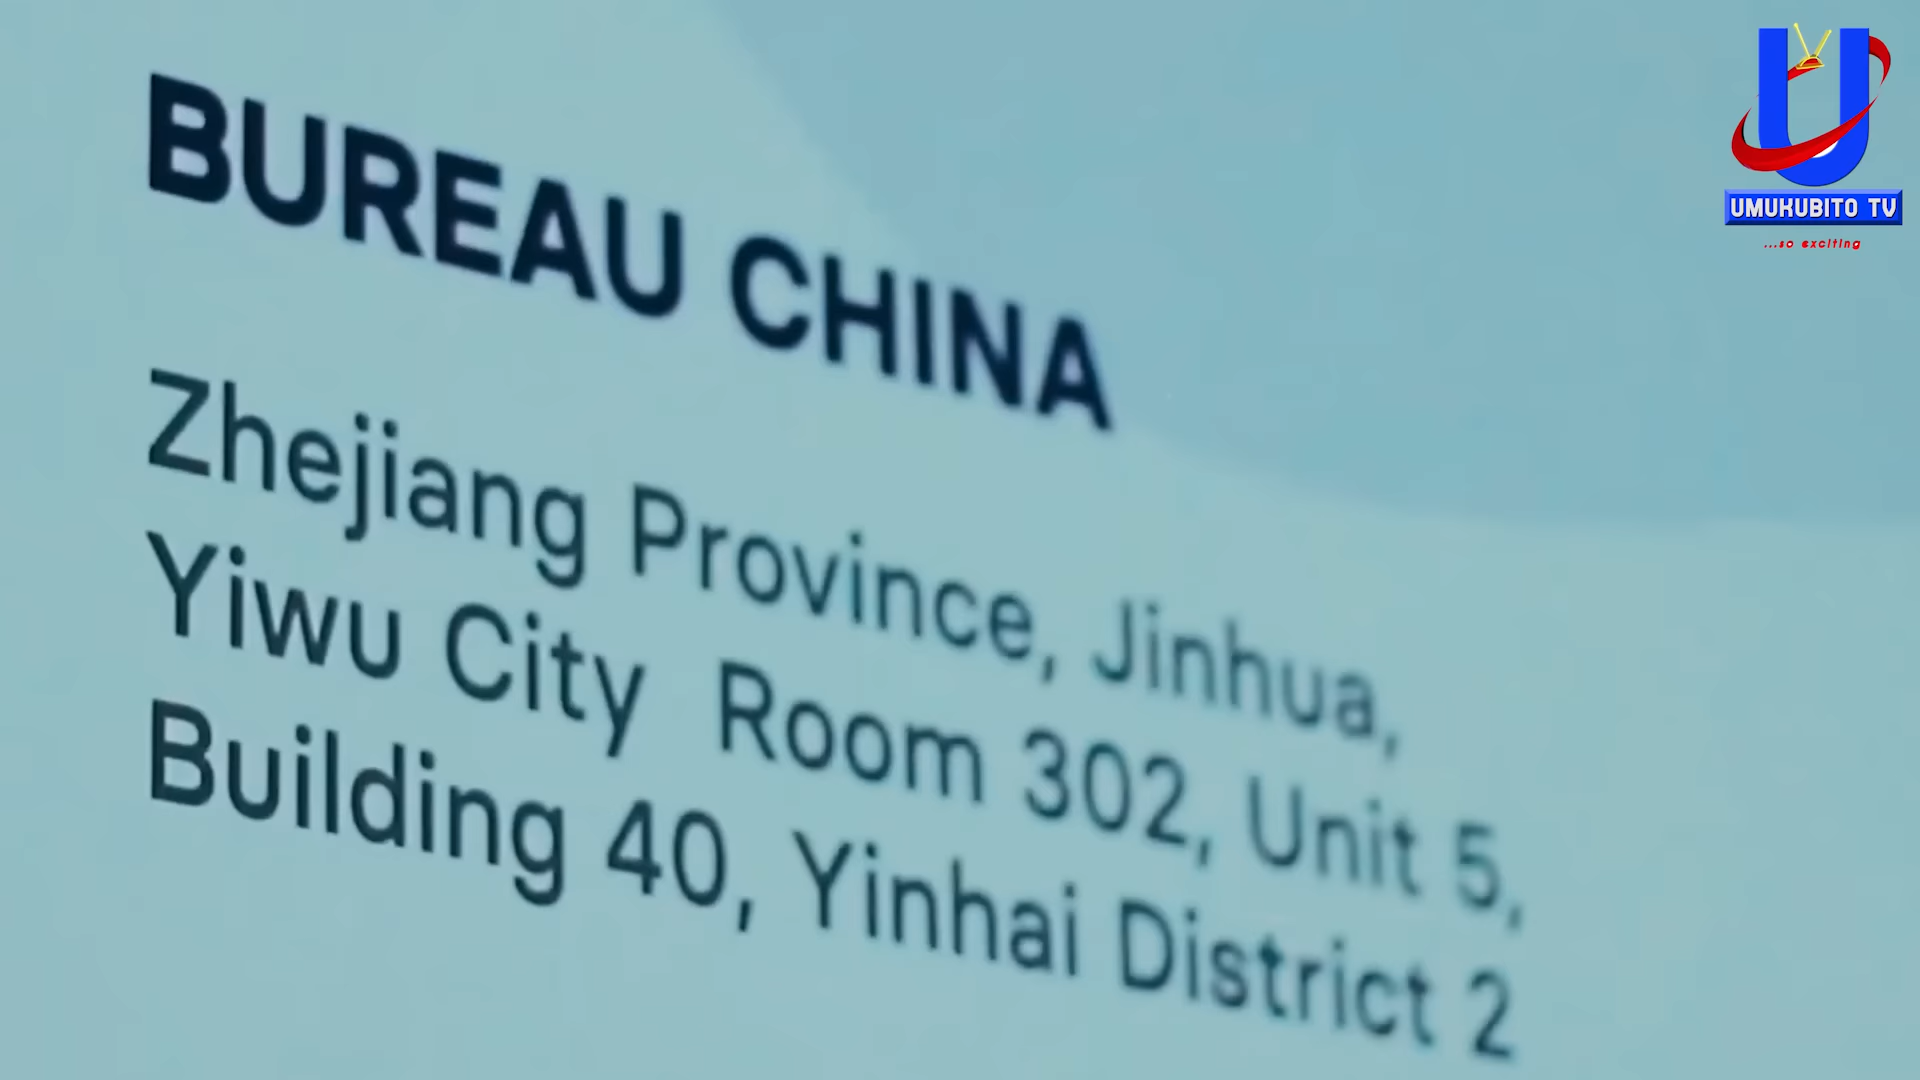 BUREAU CHINA
Zhejiang Province, Jinhua,
Yiwu City Room 302, Unit 5,
Building 40, Yinhai District 2
U
UMUKUBITO TV
...so exciting